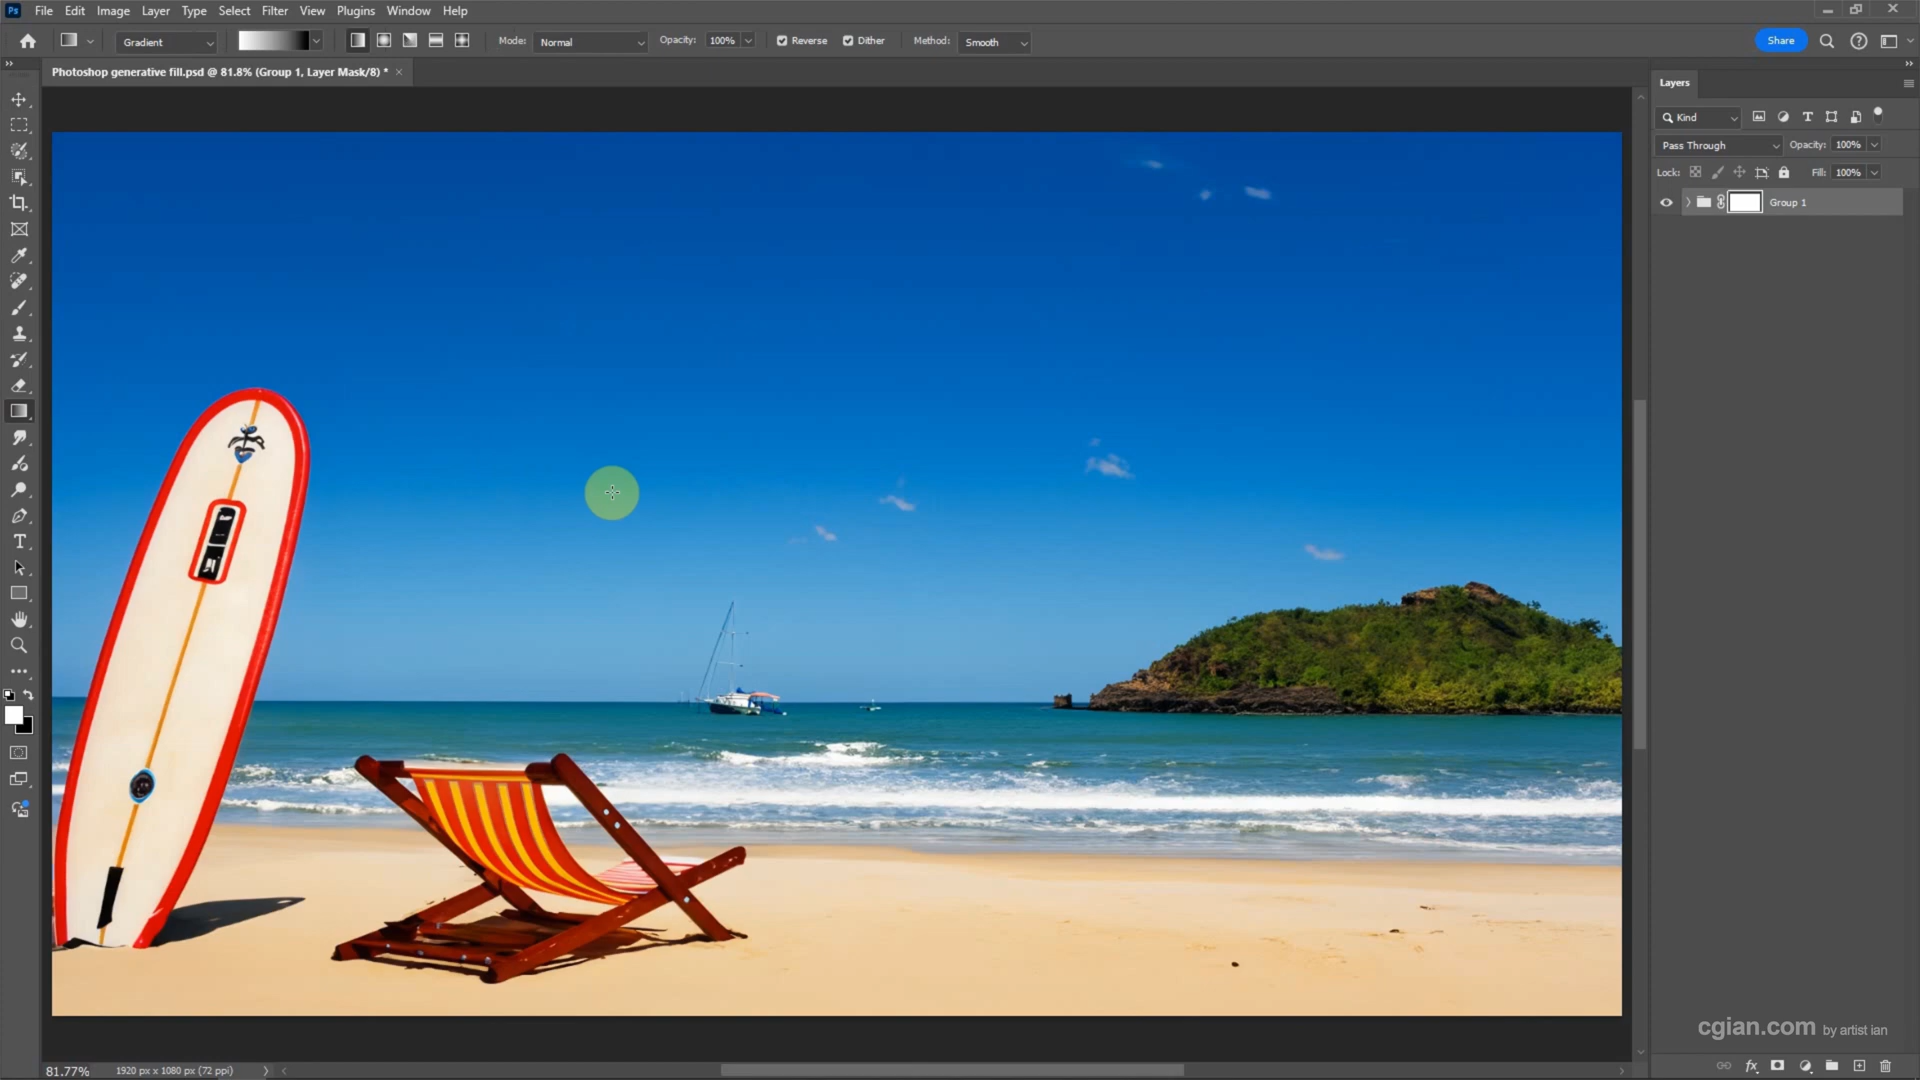 Ps File Edit Image Layer Type Select Filter View Plugins Window Help
Gradient Mode: Normal Opacity: 100% Reverse Dither Method: Smooth Share
Photoshop generative fill.psd @ 81.8% (Group 1, Layer Mask/8) * ×
Layers
Kind
Pass Through Opacity: 100%
Lock: Fill: 100%
Group 1
cgian.com by artist ian
81.77% 1920 px x 1080 px (72 ppi)